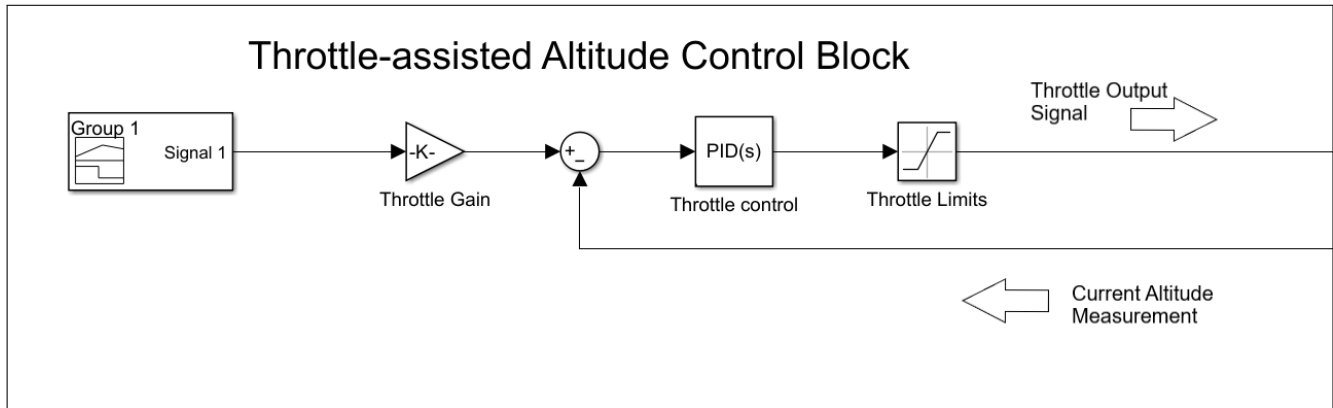 Throttle-assisted Altitude Control Block
Throttle Output
Signal
Group 1
Signal 1
-K-
+
-
PID(s)
Throttle Gain
Throttle control
Throttle Limits
Current Altitude
Measurement